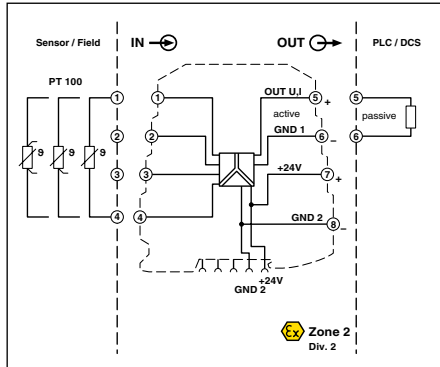 Sensor / Field
IN
OUT
PLC / DCS
PT 100
1
2
3
4
ϑ
ϑ
ϑ
1
2
3
4
OUT U,I
5
+
active
GND 1
6
–
+24V
7
+
GND 2
8
–
5
passive
6
+24V
GND 2
Ex
Zone 2
Div. 2